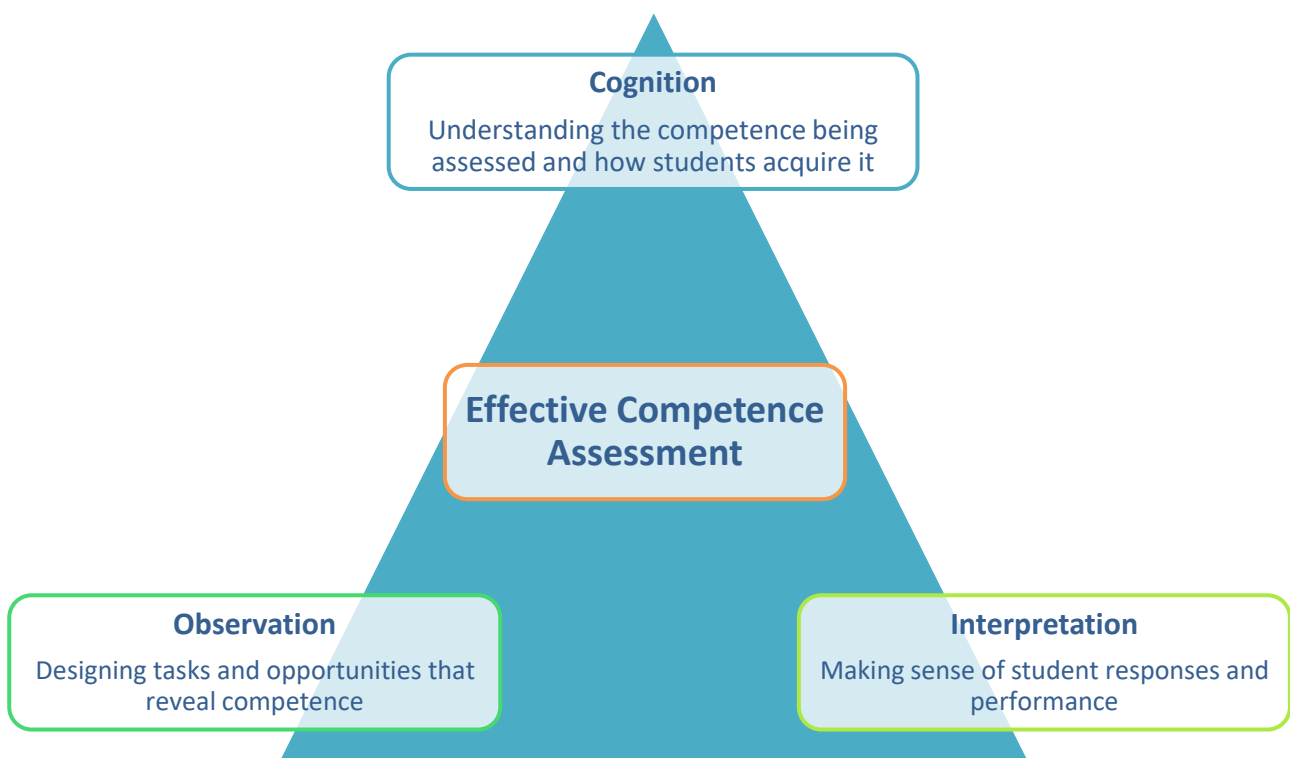 Cognition
Understanding the competence being
assessed and how students acquire it
Effective Competence
Assessment
Observation
Designing tasks and opportunities that
reveal competence
Interpretation
Making sense of student responses and
performance